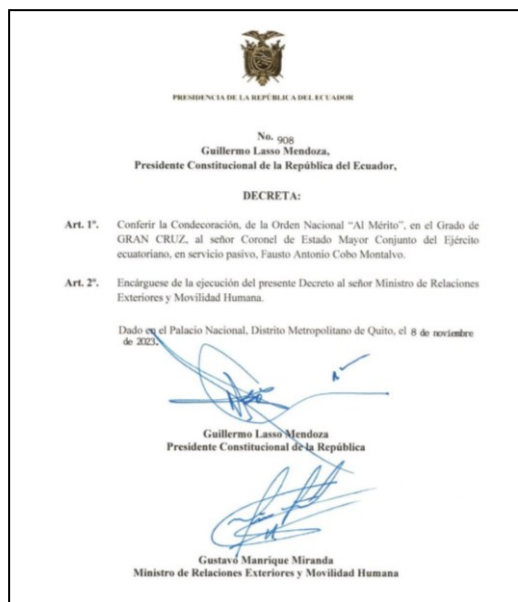 PRESIDENCIA DE LA REPÚBLICA DEL ECUADOR
No. 908
Guillermo Lasso Mendoza,
Presidente Constitucional de la República del Ecuador,
DECRETA:
Art. 1º. Conferir la Condecoración, de la Orden Nacional “Al Mérito”, en el Grado de
GRAN CRUZ, al señor Coronel de Estado Mayor Conjunto del Ejército
ecuatoriano, en servicio pasivo, Fausto Antonio Cobo Montalvo.
Art. 2º. Encárguese de la ejecución del presente Decreto al señor Ministro de Relaciones
Exteriores y Movilidad Humana.
Dado en el Palacio Nacional, Distrito Metropolitano de Quito, el 8 de noviembre
de 2023.
Guillermo Lasso Mendoza
Presidente Constitucional de la República
Gustavo Manrique Miranda
Ministro de Relaciones Exteriores y Movilidad Humana